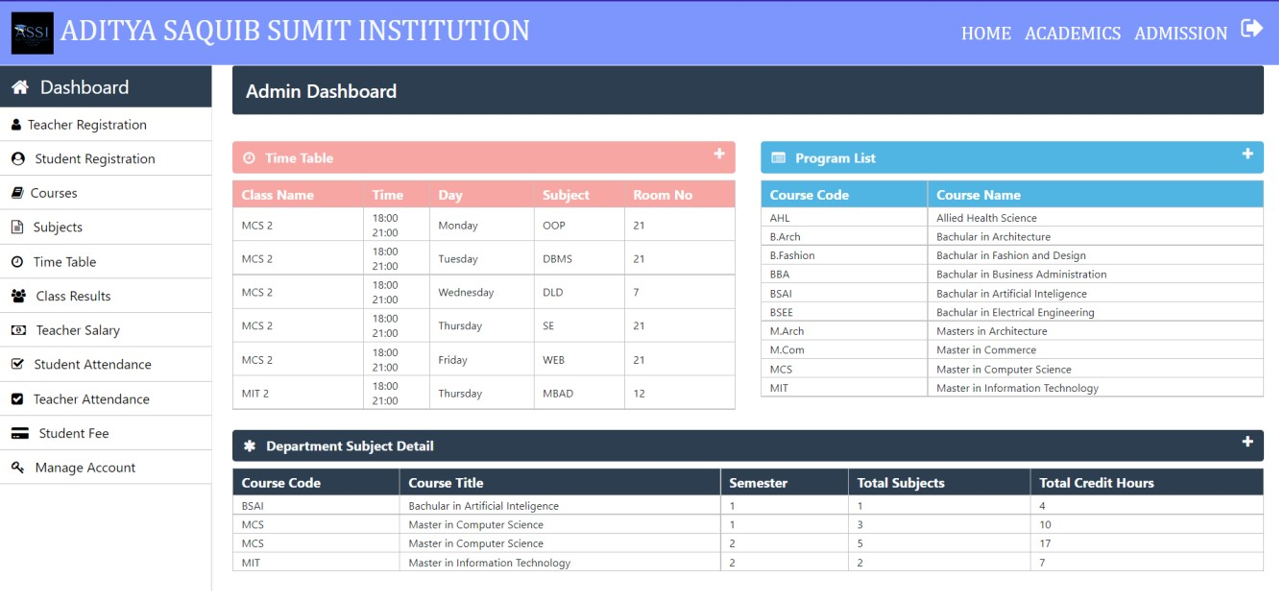 ASSI ADITYA SAQUIB SUMIT INSTITUTION HOME ACADEMICS ADMISSION
Dashboard
Teacher Registration
Student Registration
Courses
Subjects
Time Table
Class Results
Teacher Salary
Student Attendance
Teacher Attendance
Student Fee
Manage Account
Admin Dashboard
Time Table
Class Name Time Day Subject Room No
MCS 2 18:00 21:00 Monday OOP 21
MCS 2 18:00 21:00 Tuesday DBMS 21
MCS 2 18:00 21:00 Wednesday DLD 7
MCS 2 18:00 21:00 Thursday SE 21
MCS 2 18:00 21:00 Friday WEB 21
MIT 2 18:00 21:00 Thursday MBAD 12
Program List
Course Code Course Name
AHL Allied Health Science
B.Arch Bachular in Architecture
B.Fashion Bachular in Fashion and Design
BBA Bachular in Business Administration
BSAI Bachular in Artificial Inteligence
BSEE Bachular in Electrical Engineering
M.Arch Masters in Architecture
M.Com Master in Commerce
MCS Master in Computer Science
MIT Master in Information Technology
Department Subject Detail
Course Code Course Title Semester Total Subjects Total Credit Hours
BSAI Bachular in Artificial Inteligence 1 1 4
MCS Master in Computer Science 1 3 10
MCS Master in Computer Science 2 5 17
MIT Master in Information Technology 2 2 7